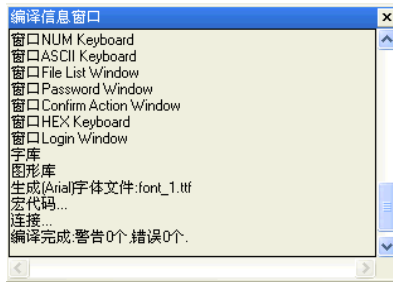 编译信息窗口
窗口NUM Keyboard
窗口ASCII Keyboard
窗口File List Window
窗口Password Window
窗口Confirm Action Window
窗口HEX Keyboard
窗口Login Window
字库
图形库
生成(Arial)字体文件:font_1.ttf
宏代码...
连接...
编译完成:警告0个,错误0个.